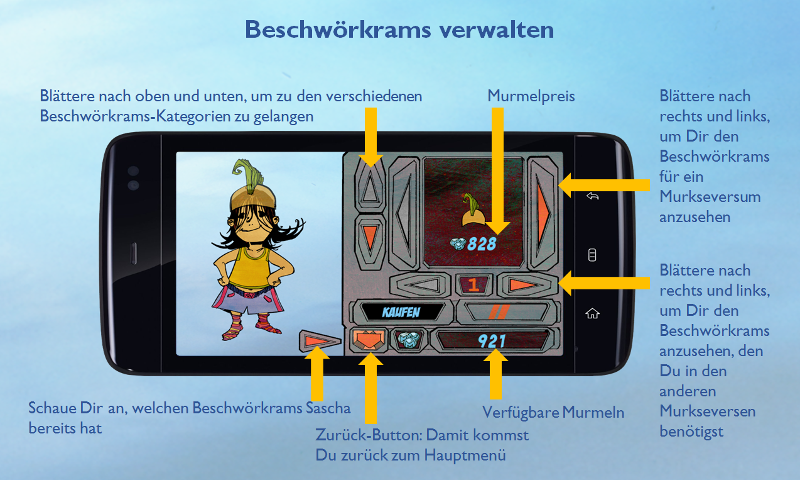 Beschwörkrams verwalten
Blättere nach oben und unten, um zu den verschiedenen
Beschwörkrams-Kategorien zu gelangen
Murmelpreis
Blättere nach
rechts und links,
um Dir den
Beschwörkrams
für ein
Murkseversum
anzusehen
828
1
KAUFEN
921
Blättere nach
rechts und links,
um Dir den
Beschwörkrams
anzusehen, den
Du in den
anderen
Murkseversen
benötigst
Schaue Dir an, welchen Beschwörkrams Sascha
bereits hat
Zurück-Button: Damit kommst
Du zurück zum Hauptmenü
Verfügbare Murmeln